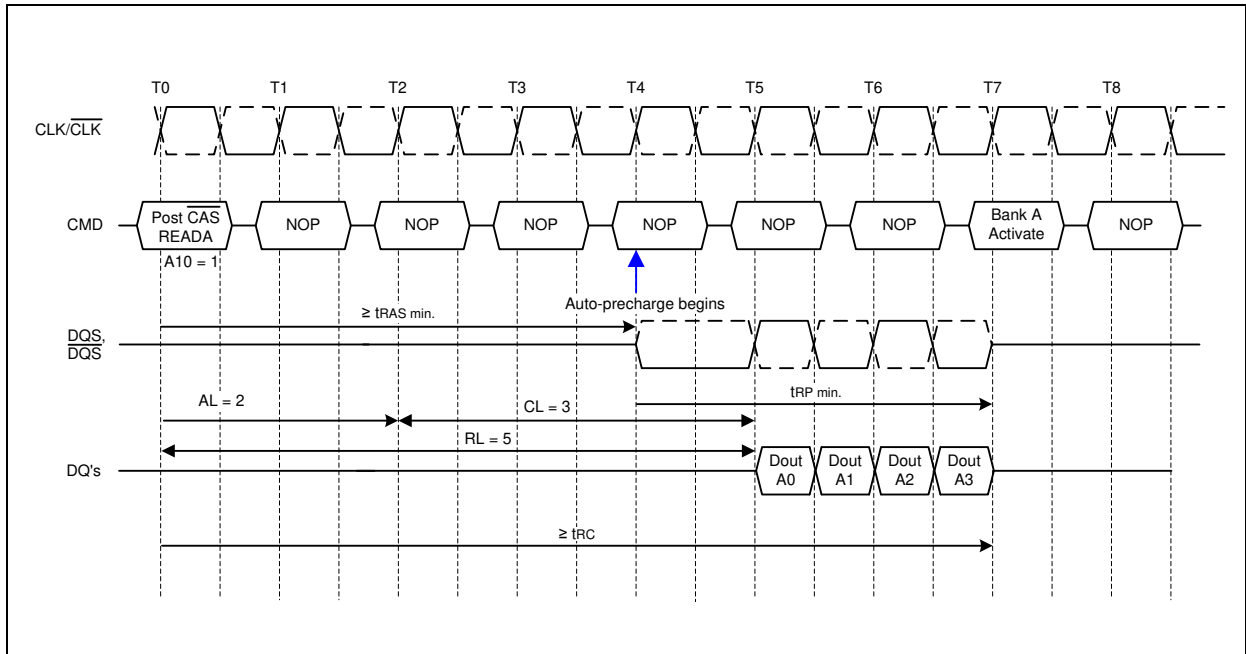 T0 T1 T2 T3 T4 T5 T6 T7 T8
CLK/CLK
CMD
Post CAS
READA
NOP NOP NOP NOP NOP NOP
Bank A
Activate
NOP
A10 = 1
Auto-precharge begins
≥ tRAS min.
DQS,
DQS
tRP min.
AL = 2
CL = 3
RL = 5
DQ's
Dout
A0
Dout
A1
Dout
A2
Dout
A3
≥ tRC